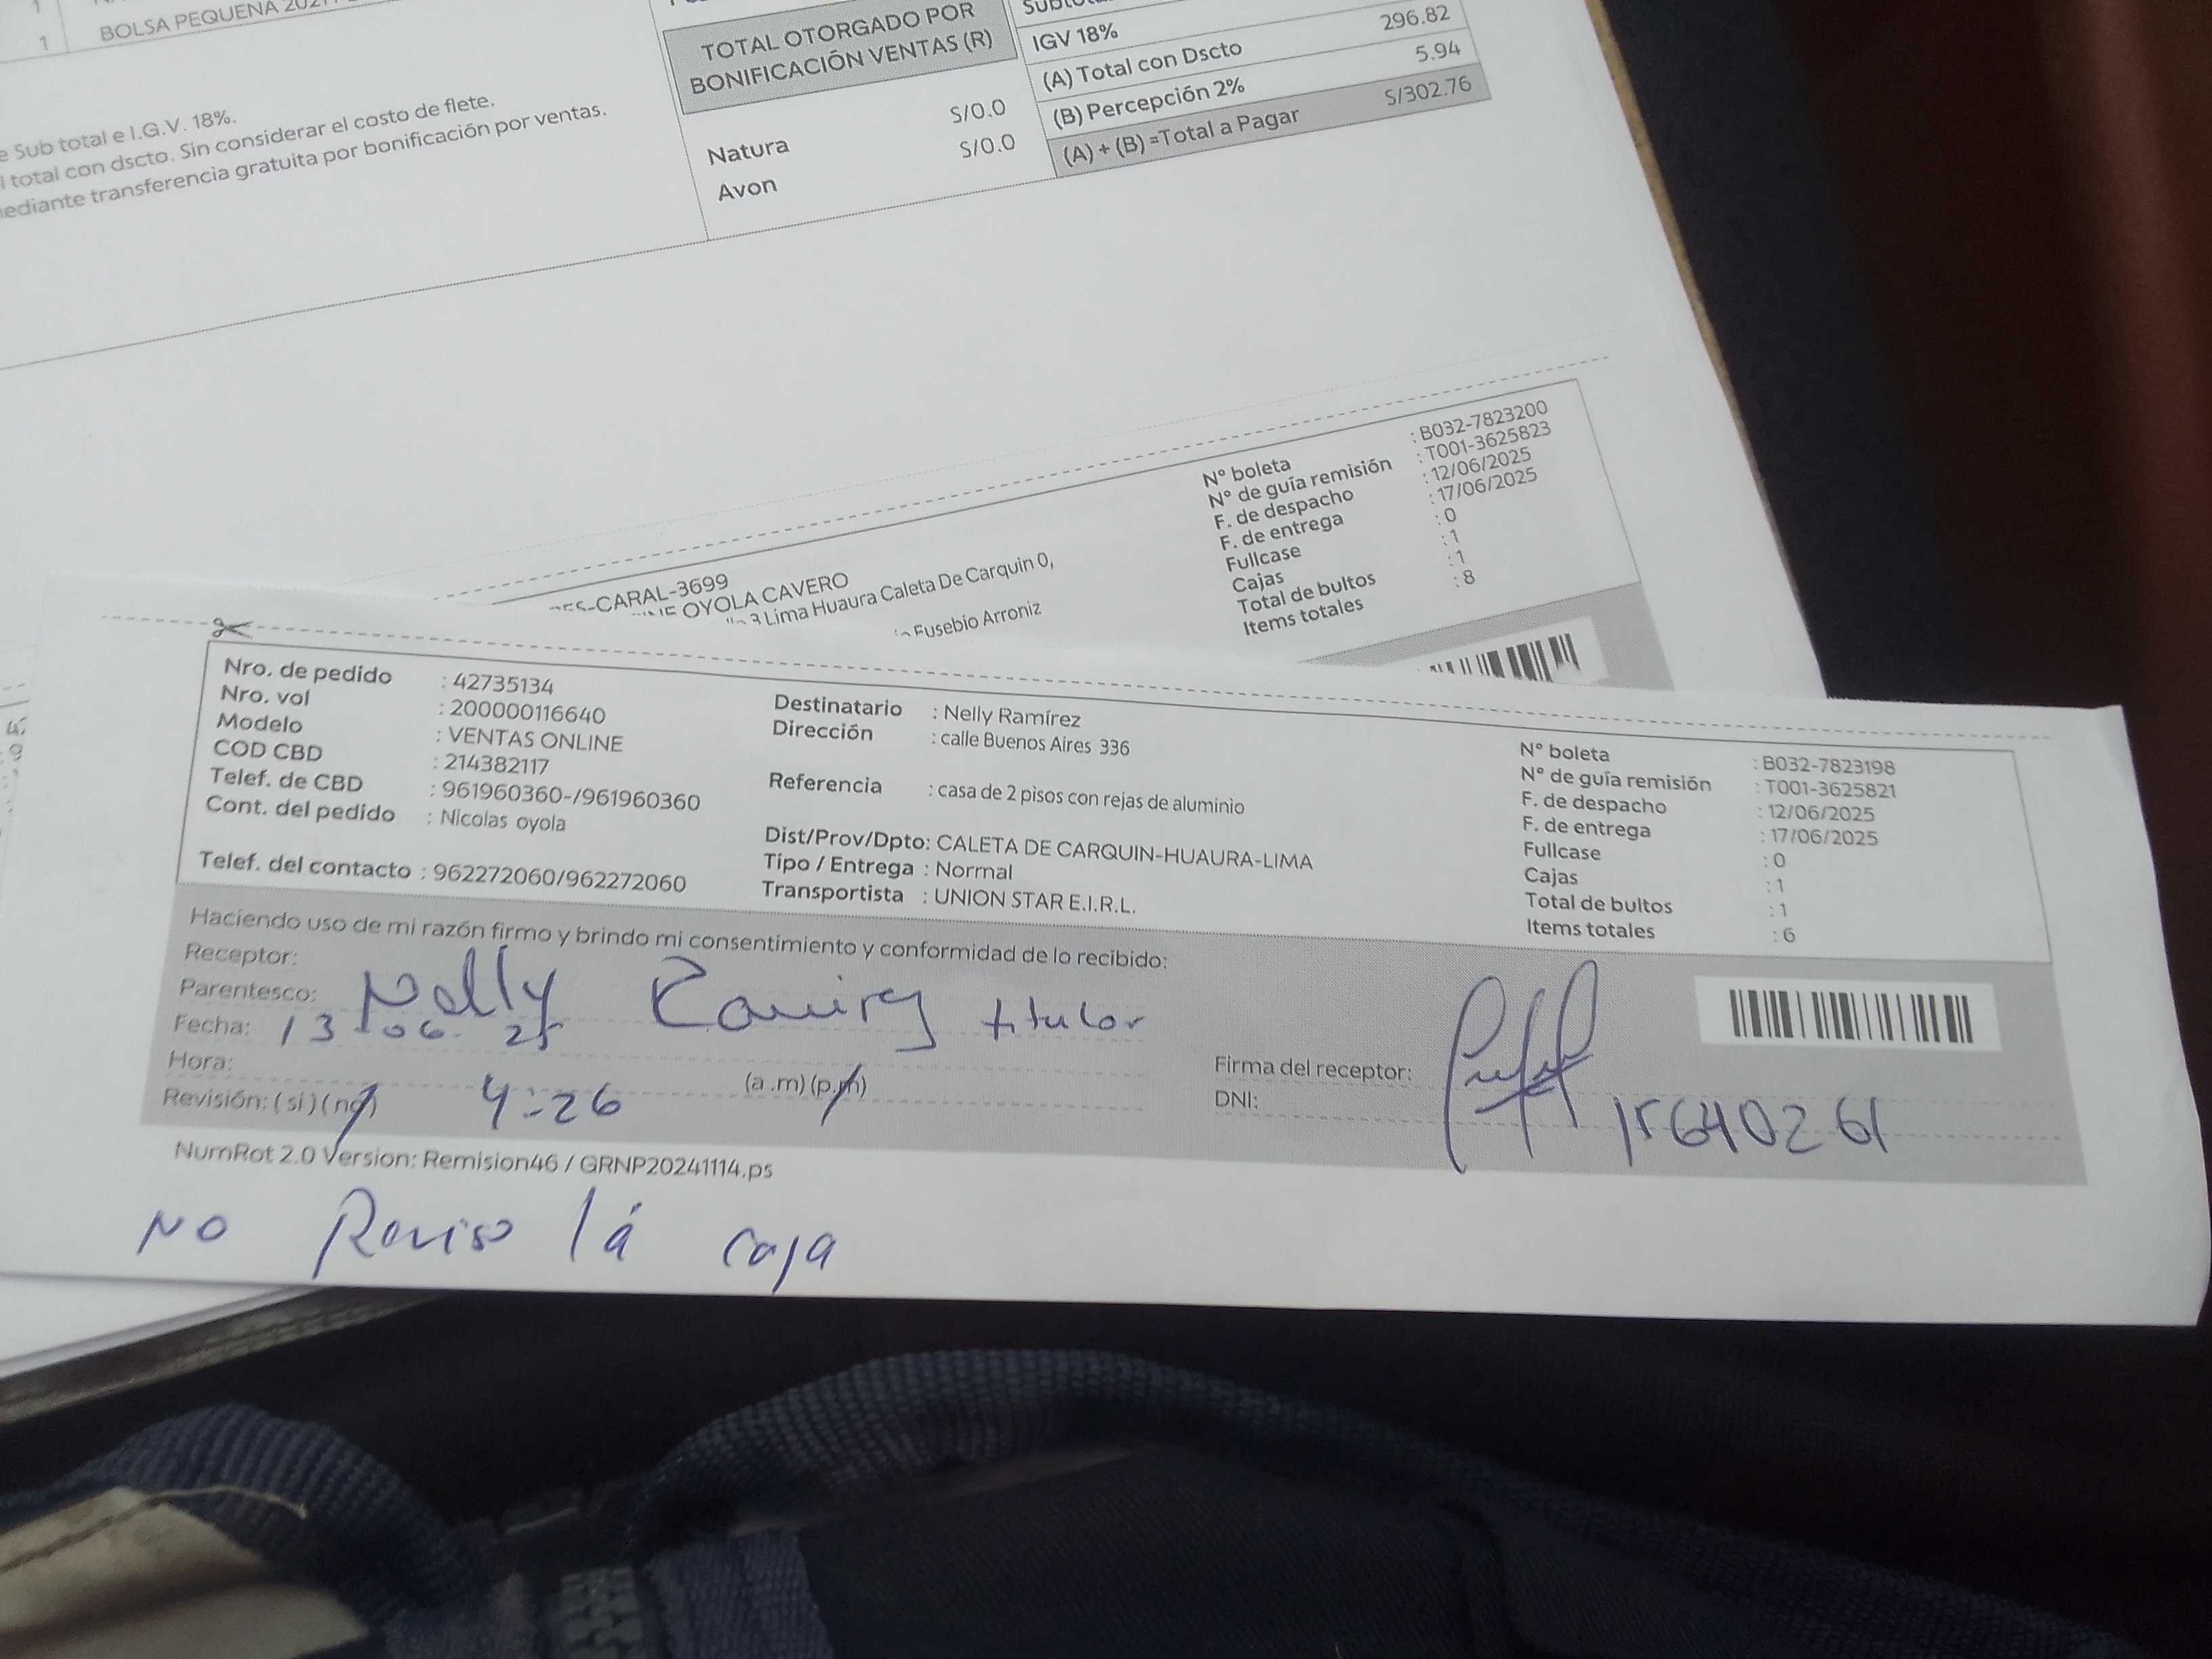 1
1 BOLSA PEQUEÑA
TOTAL OTORGADO POR
BONIFICACIÓN VENTAS (R)
Natura S/0.0
Avon S/0.0
IGV 18%
(A) Total con Dscto 296.82
(B) Percepción 2% 5.94
(A) + (B) =Total a Pagar S/302.76
e Sub total e I.G.V. 18%.
l total con dscto. Sin considerar el costo de flete.
mediante transferencia gratuita por bonificación por ventas.
-CARAL-3699
OYOLA CAVERO
3 Lima Huaura Caleta De Carquin 0,
Eusebio Arroniz
N° boleta : B032-7823200
N° de guía remisión : T001-3625823
F. de despacho : 12/06/2025
F. de entrega : 17/06/2025
Fullcase : 0
Cajas : 1
Total de bultos : 1
Items totales : 8
Nro. de pedido : 42735134
Nro. vol : 200000116640
Modelo : VENTAS ONLINE
COD CBD : 214382117
Telef. de CBD : 961960360-/961960360
Cont. del pedido : Nicolas oyola
Telef. del contacto : 962272060/962272060
Destinatario : Nelly Ramírez
Dirección : calle Buenos Aires 336
Referencia : casa de 2 pisos con rejas de aluminio
Dist/Prov/Dpto: CALETA DE CARQUIN-HUAURA-LIMA
Tipo / Entrega : Normal
Transportista : UNION STAR E.I.R.L.
N° boleta : B032-7823198
N° de guía remisión : T001-3625821
F. de despacho : 12/06/2025
F. de entrega : 17/06/2025
Fullcase : 0
Cajas : 1
Total de bultos : 1
Items totales : 6
Haciendo uso de mi razón firmo y brindo mi consentimiento y conformidad de lo recibido:
Receptor:
Parentesco: Nelly Ramirez titular
Fecha: 13 06 25
Hora: 4:26 (a.m) (p.m)
Revisión: (si) (no)
Firma del receptor:
DNI: 15640261
NumRot 2.0 Version: Remision46 / GRNP20241114.ps
NO Reviso lá caja